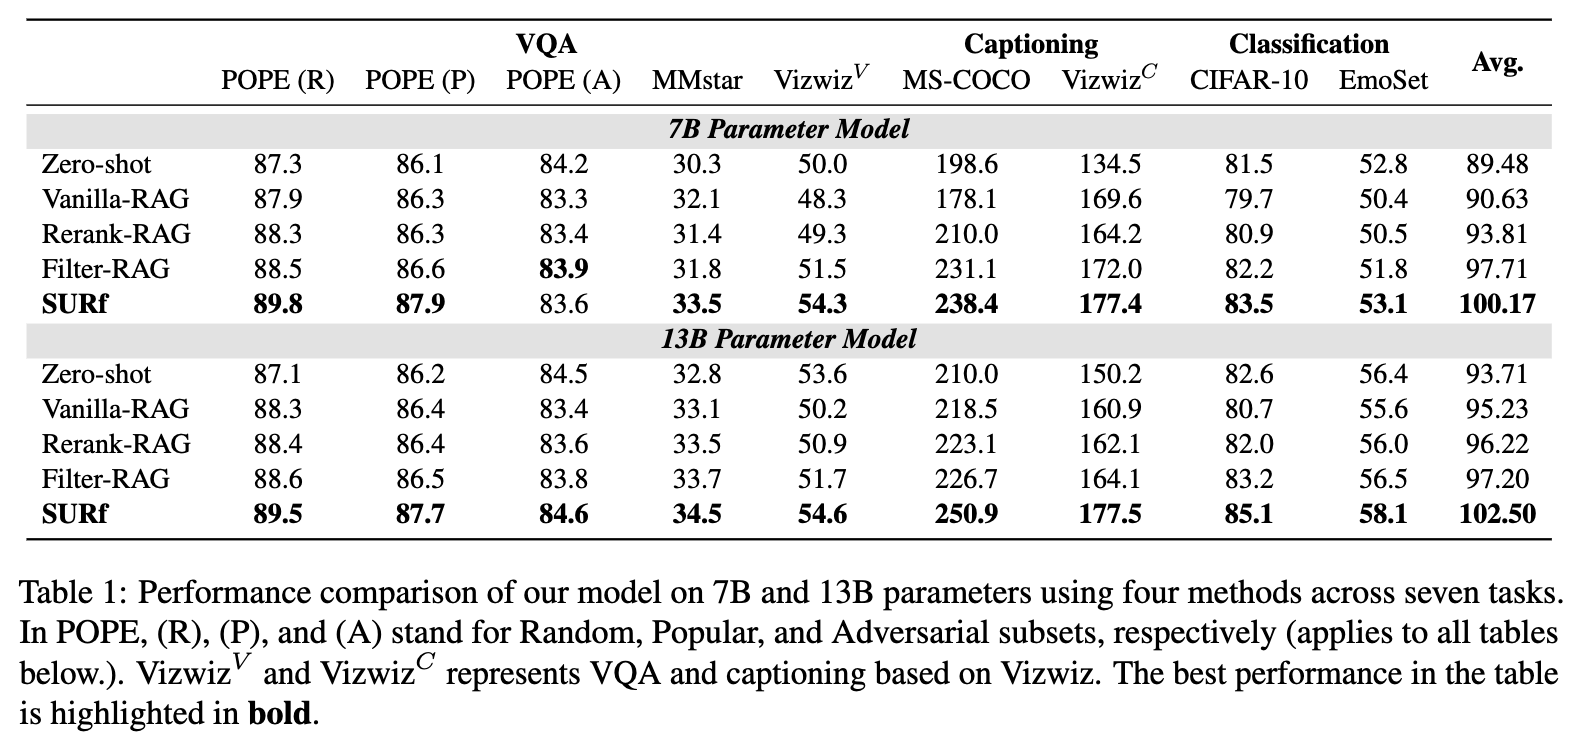 VQA Captioning Classification Avg.
POPE (R) POPE (P) POPE (A) MMstar Vizwiz^V MS-COCO Vizwiz^C CIFAR-10 EmoSet
7B Parameter Model
Zero-shot 87.3 86.1 84.2 30.3 50.0 198.6 134.5 81.5 52.8 89.48
Vanilla-RAG 87.9 86.3 83.3 32.1 48.3 178.1 169.6 79.7 50.4 90.63
Rerank-RAG 88.3 86.3 83.4 31.4 49.3 210.0 164.2 80.9 50.5 93.81
Filter-RAG 88.5 86.6 83.9 31.8 51.5 231.1 172.0 82.2 51.8 97.71
SURf 89.8 87.9 83.6 33.5 54.3 238.4 177.4 83.5 53.1 100.17
13B Parameter Model
Zero-shot 87.1 86.2 84.5 32.8 53.6 210.0 150.2 82.6 56.4 93.71
Vanilla-RAG 88.3 86.4 83.4 33.1 50.2 218.5 160.9 80.7 55.6 95.23
Rerank-RAG 88.4 86.4 83.6 33.5 50.9 223.1 162.1 82.0 56.0 96.22
Filter-RAG 88.6 86.5 83.8 33.7 51.7 226.7 164.1 83.2 56.5 97.20
SURf 89.5 87.7 84.6 34.5 54.6 250.9 177.5 85.1 58.1 102.50
Table 1: Performance comparison of our model on 7B and 13B parameters using four methods across seven tasks.
In POPE, (R), (P), and (A) stand for Random, Popular, and Adversarial subsets, respectively (applies to all tables
below.). Vizwiz^V and Vizwiz^C represents VQA and captioning based on Vizwiz. The best performance in the table
is highlighted in bold.